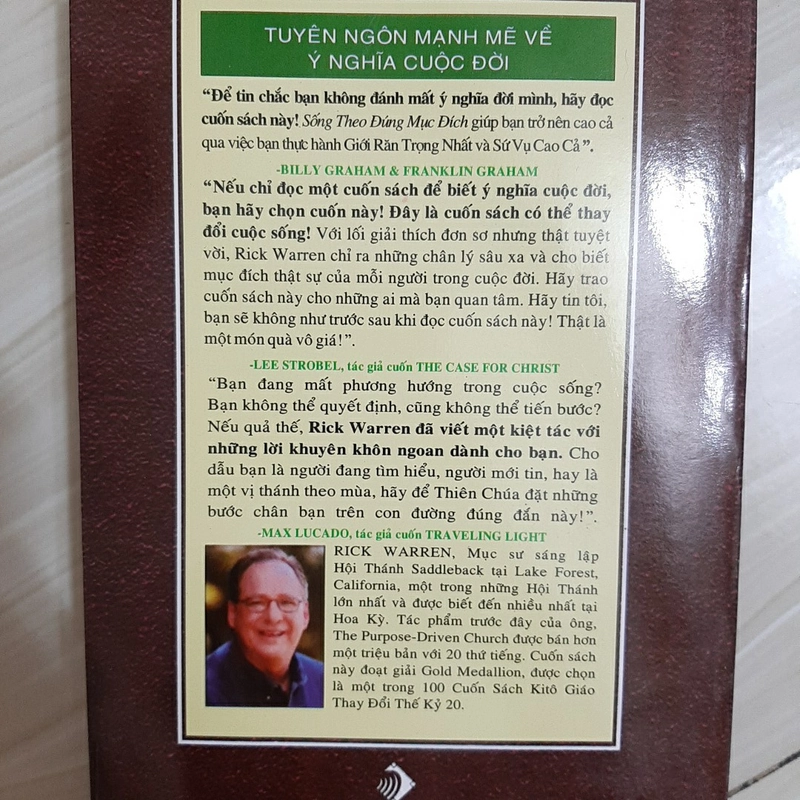 TUYÊN NGÔN MẠNH MẼ VỀ
Ý NGHĨA CUỘC ĐỜI
“Để tin chắc bạn không đánh mất ý nghĩa đời mình, hãy đọc
cuốn sách này! Sống Theo Đúng Mục Đích giúp bạn trở nên cao cả
qua việc bạn thực hành Giới Răn Trọng Nhất và Sứ Vụ Cao Cả”.
-BILLY GRAHAM & FRANKLIN GRAHAM
“Nếu chỉ đọc một cuốn sách để biết ý nghĩa cuộc đời,
bạn hãy chọn cuốn này! Đây là cuốn sách có thể thay
đổi cuộc sống! Với lối giải thích đơn sơ nhưng thật tuyệt
vời, Rick Warren chỉ ra những chân lý sâu xa và cho biết
mục đích thật sự của mỗi người trong cuộc đời. Hãy trao
cuốn sách này cho những ai mà bạn quan tâm. Hãy tin tôi,
bạn sẽ không như trước sau khi đọc cuốn sách này! Thật là
một món quà vô giá!”.
-LEE STROBEL, tác giả cuốn THE CASE FOR CHRIST
“Bạn đang mất phương hướng trong cuộc sống?
Bạn không thể quyết định, cũng không thể tiến bước?
Nếu quả thế, Rick Warren đã viết một kiệt tác với
những lời khuyên khôn ngoan dành cho bạn. Cho
dẫu bạn là người đang tìm hiểu, người mới tin, hay là
một vị thánh theo mùa, hãy để Thiên Chúa đặt những
bước chân bạn trên con đường đúng đắn này!”.
-MAX LUCADO, tác giả cuốn TRAVELING LIGHT
RICK WARREN, Mục sư sáng lập
Hội Thánh Saddleback tại Lake Forest,
California, một trong những Hội Thánh
lớn nhất và được biết đến nhiều nhất tại
Hoa Kỳ. Tác phẩm trước đây của ông,
The Purpose-Driven Church được bán hơn
một triệu bản với 20 thứ tiếng. Cuốn sách
này đoạt giải Gold Medallion, được chọn
là một trong 100 Cuốn Sách Kitô Giáo
Thay Đổi Thế Kỷ 20.